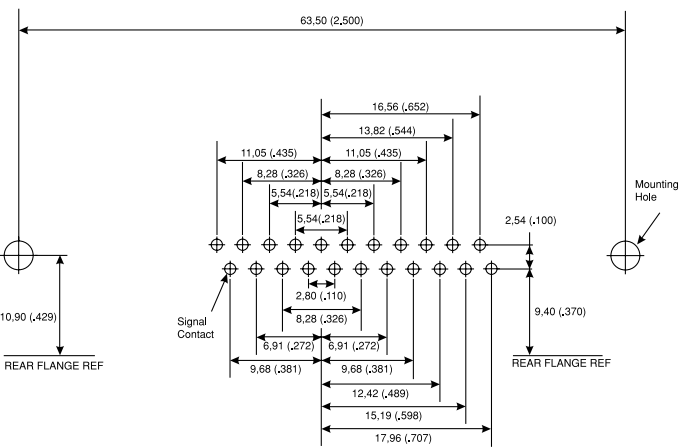 63,50 (2.500)
16,56 (.652)
13,82 (.544)
11,05 (.435) 11,05 (.435)
8,28 (.326) 8,28 (.326)
5,54(.218) 5,54(.218)
5,54(.218)
Mounting
Hole
2,54 (.100)
2,80 (.110)
10,90 (.429)
Signal
Contact
8,28 (.326)
9,40 (.370)
6,91 (.272) 6,91 (.272)
REAR FLANGE REF
9,68 (.381) 9,68 (.381)
REAR FLANGE REF
12,42 (.489)
15,19 (.598)
17,96 (.707)